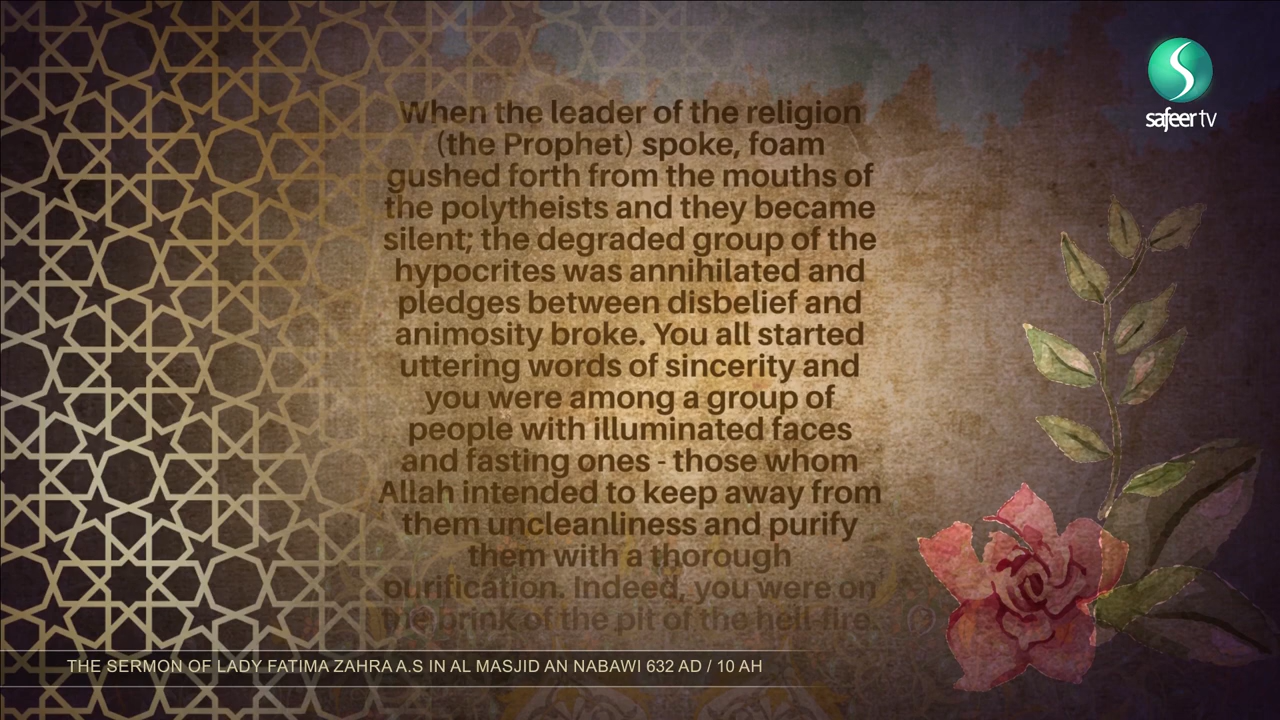 When the leader of the religion
(the Prophet) spoke, foam
gushed forth from the mouths of
the polytheists and they became
silent; the degraded group of the
hypocrites was annihilated and
pledges between disbelief and
animosity broke. You all started
uttering words of sincerity and
you were among a group of
people with illuminated faces
and fasting ones - those whom
Allah intended to keep away from
them uncleanliness and purify
them with a thorough
purification. Indeed, you were on
the brink of the pit of the hell-fire.
THE SERMON OF LADY FATIMA ZAHRA A.S IN AL MASJID AN NABAWI 632 AD / 10 AH
safeer tv